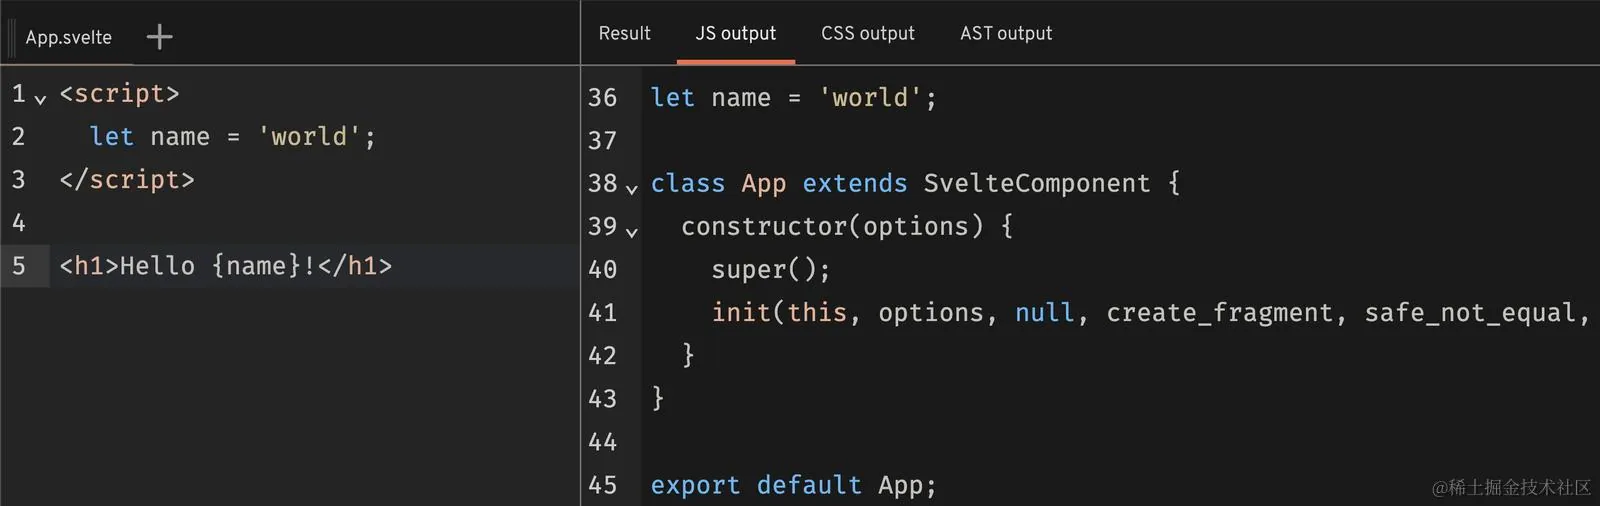 App.svelte
1 <script>
2   let name = 'world';
3 </script>
4
5 <h1>Hello {name}!</h1>
Result JS output CSS output AST output
36 let name = 'world';
37
38 class App extends SvelteComponent {
39   constructor(options) {
40     super();
41     init(this, options, null, create_fragment, safe_not_equal,
42   }
43 }
44
45 export default App;
@稀土掘金技术社区